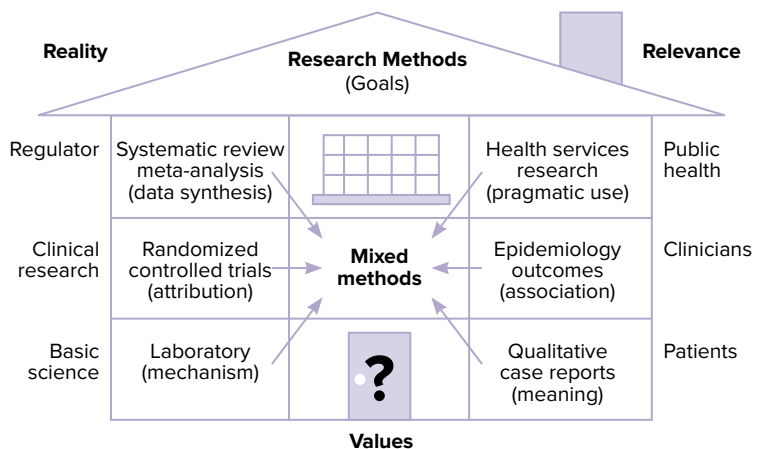 Reality
Research Methods
(Goals)
Relevance
Regulator
Systematic review
meta-analysis
(data synthesis)
Health services
research
(pragmatic use)
Public
health
Clinical
research
Randomized
controlled trials
(attribution)
Mixed
methods
Epidemiology
outcomes
(association)
Clinicians
Basic
science
Laboratory
(mechanism)
?
Qualitative
case reports
(meaning)
Patients
Values